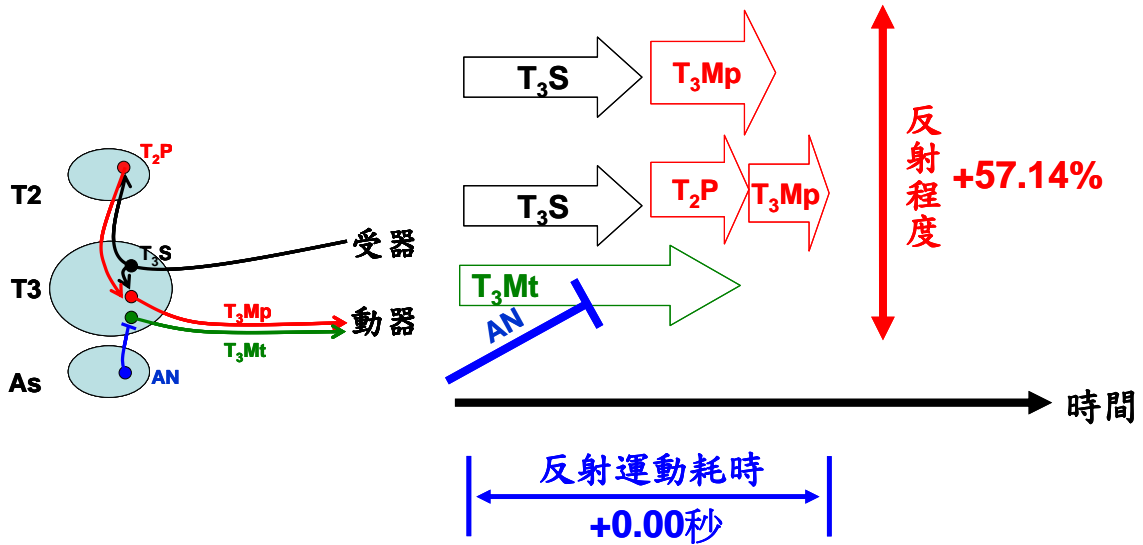 T2
T₂P
T3
T₃S
受器
T₃Mp
動器
T₃Mt
As
AN
T₃S
T₃Mp
T₃S
T₂P
T₃Mp
T₃Mt
AN
反射程度
+57.14%
時間
反射運動耗時
+0.00秒